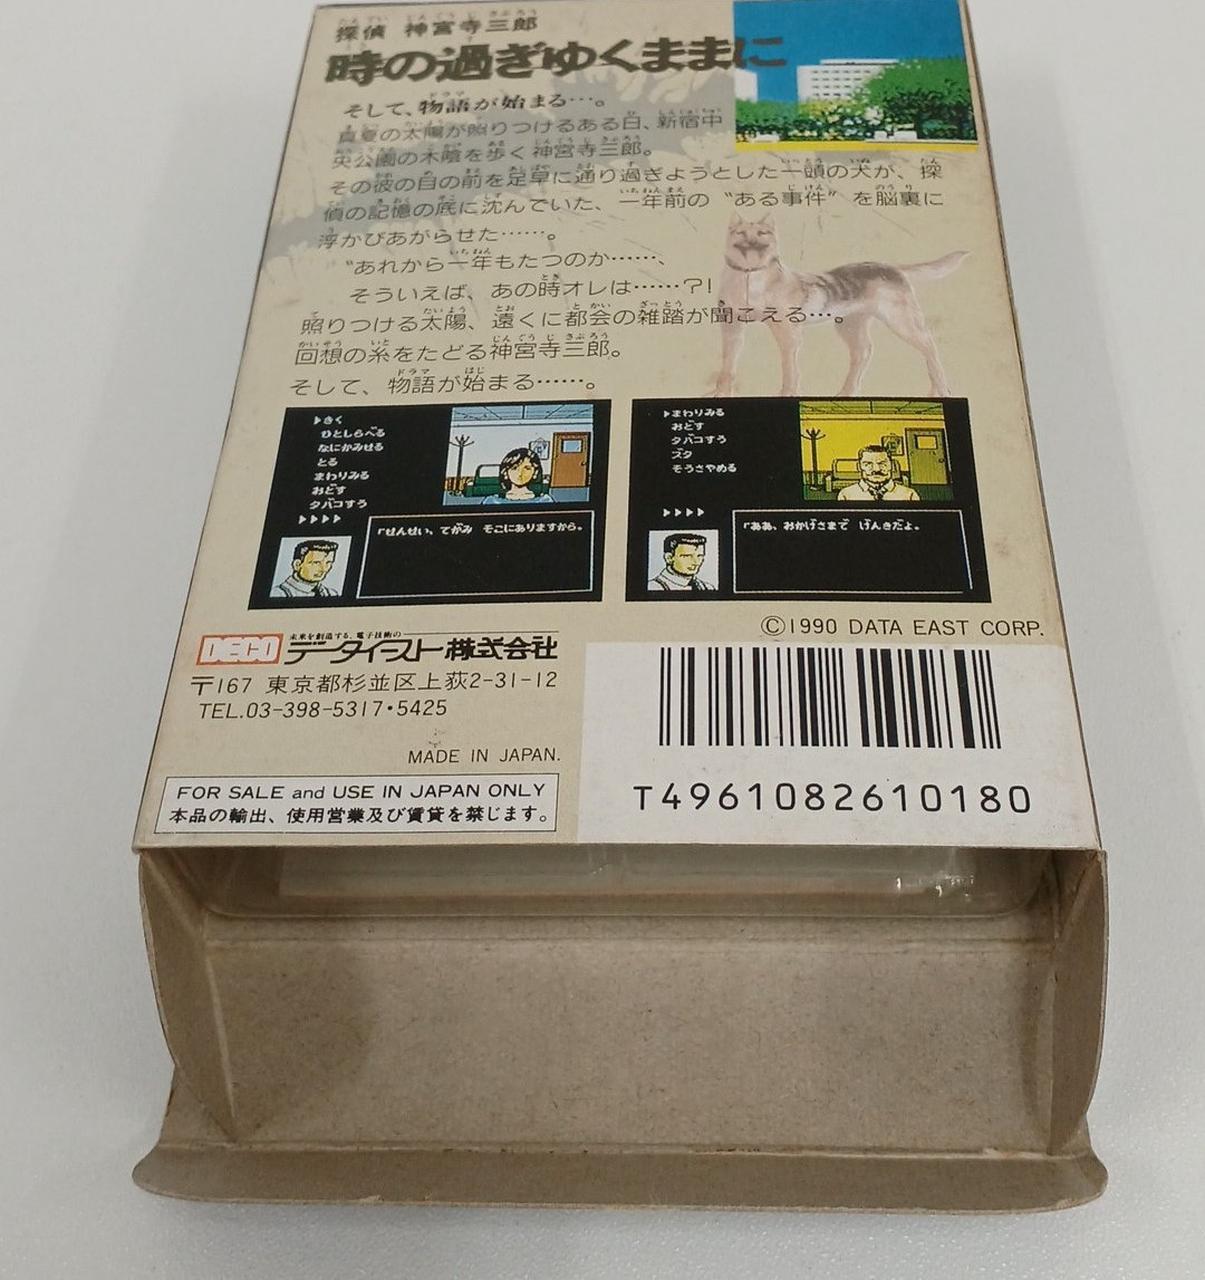 探偵 神宮寺三郎
時の過ぎゆくままに
そして、物語が始まる…。
真夏の太陽が照りつけるある日、新宿中
央公園の木陰を歩く神宮寺三郎。
その彼の目の前を足早に通り過ぎようとした一頭の犬が、探
偵の記憶の底に沈んでいた、一年前の〝ある事件〟を脳裏に
浮かびあがらせた……。
〝あれから一年もたつのか……、
そういえば、あの時オレは……?!
照りつける太陽、遠くに都会の雑踏が聞こえる…。
回想の糸をたどる神宮寺三郎。
そして、物語が始まる……。
▶きく
ひとしらべる
なにかみせる
とる
まわりみる
おどす
タバコすう
▶▶▶▶
「せんせい、てがみ そこにありますから。
▶まわりみる
おどす
タバコすう
スタ
そうさやめる
▶▶▶▶
「ああ、おかげさまで げんきだよ。
©1990 DATA EAST CORP.
DECO 未来を創造する、電子技術の
データイースト株式会社
〒167 東京都杉並区上荻2-31-12
TEL.03-398-5317・5425
MADE IN JAPAN.
FOR SALE and USE IN JAPAN ONLY
本品の輸出、使用営業及び賃貸を禁じます。
T4961082610180